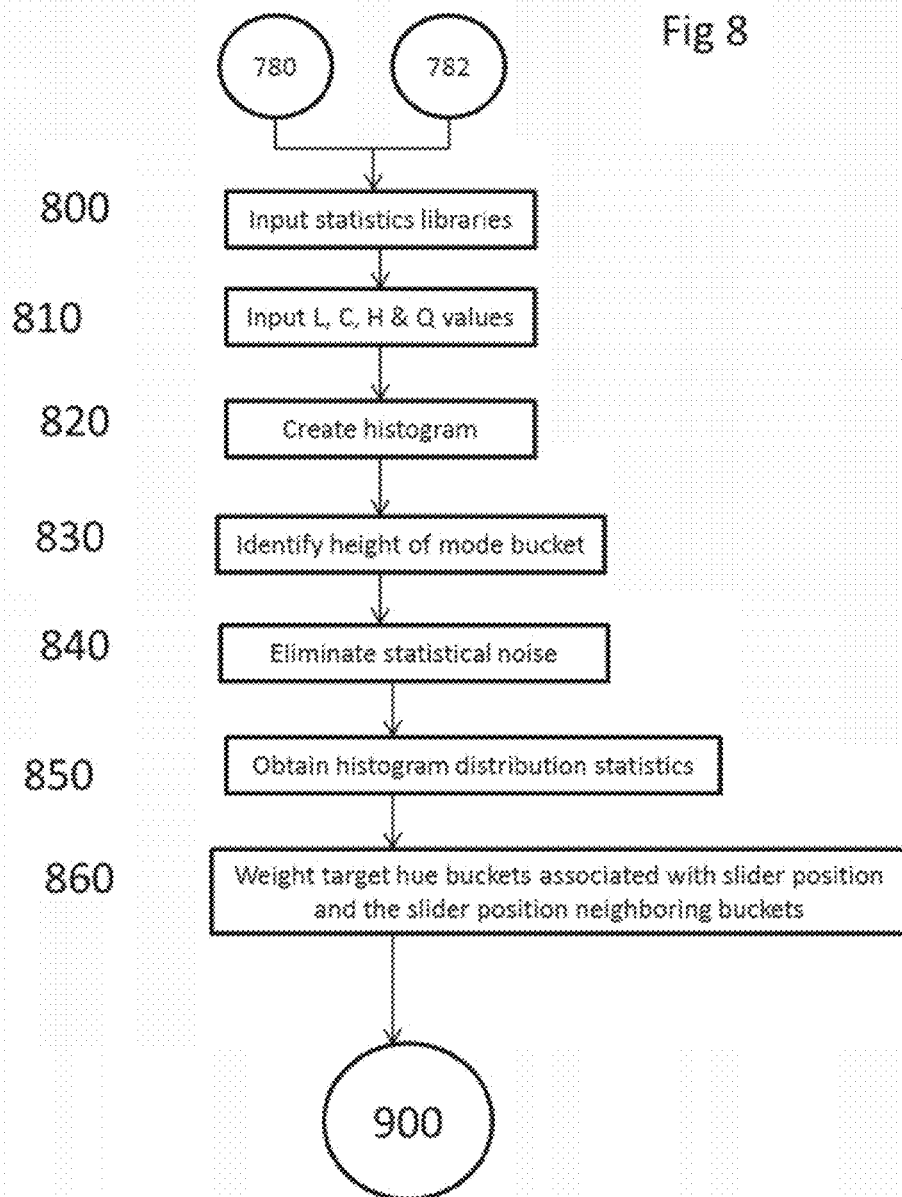 Fig 8
780
782
800
Input statistics libraries
810
Input L, C, H & Q values
820
Create histogram
830
Identify height of mode bucket
840
Eliminate statistical noise
850
Obtain histogram distribution statistics
860
Weight target hue buckets associated with slider position
and the slider position neighboring buckets
900